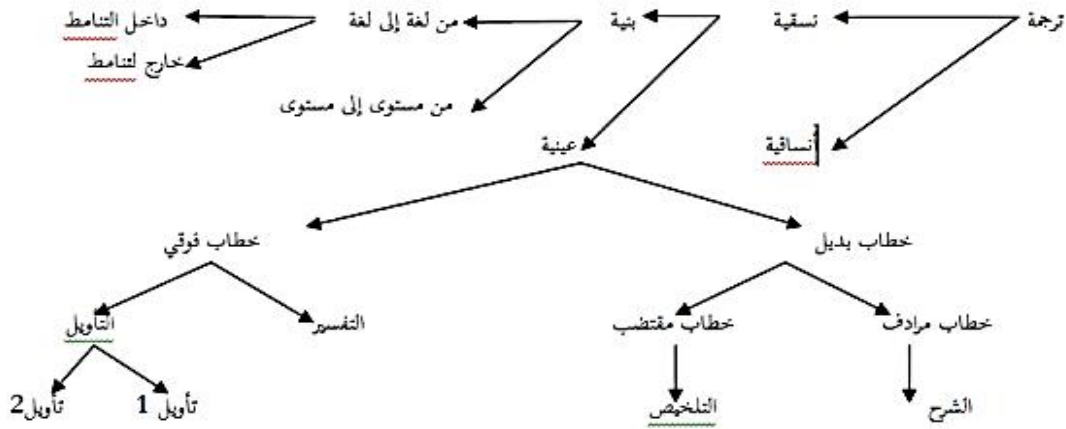 ترجمة نسقية بنية من لغة إلى لغة داخل التنامط
خارج لتنامط
من مستوى إلى مستوى
أنساقية عينية
خطاب بديل خطاب فوقي
خطاب مرادف خطاب مقتضب التفسير التأويل
الشرح التلخيص تأويل 1 تأويل2